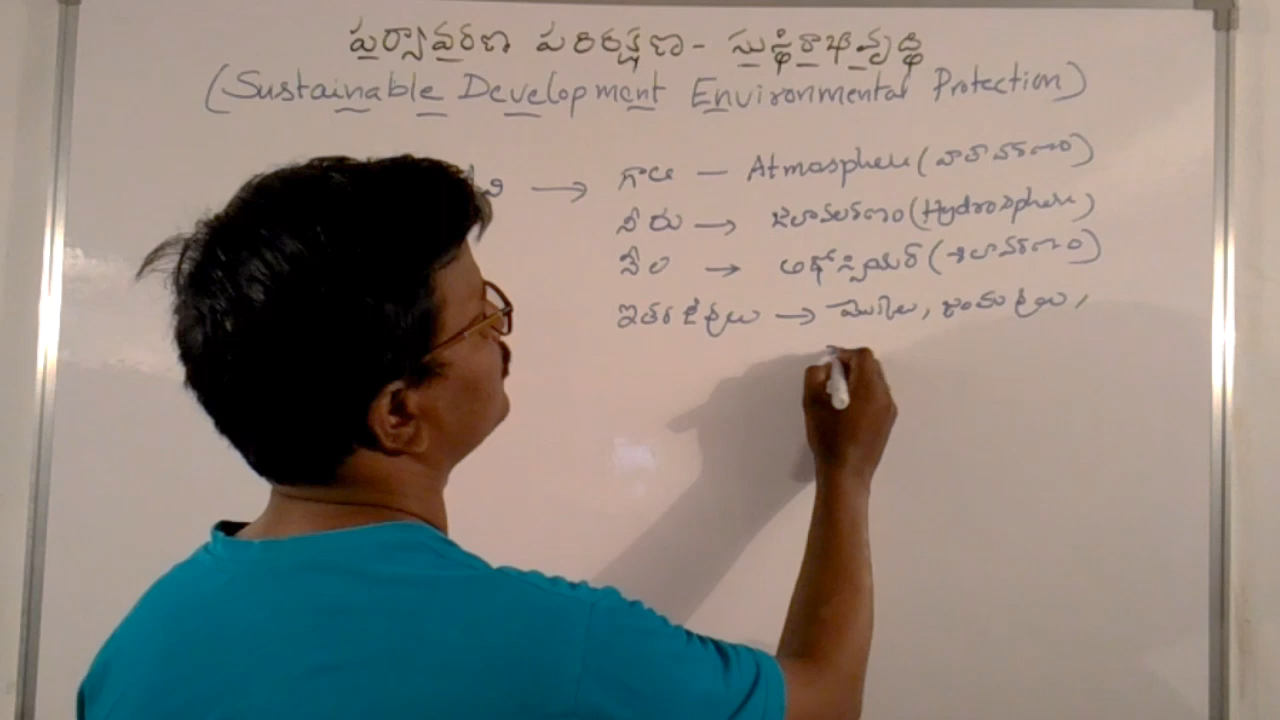 పర్యావరణ పరిరక్షణ - సుస్థిరాభివృద్ధి
(Sustainable Development Environmental Protection)
→ గాలి — Atmosphere (వాతావరణం)
నీరు → జలావరణం (Hydrosphere)
నేల → లిథోస్పియర్ (శిలావరణం)
ఇతర జీవులు → మొక్కలు, జంతువులు,